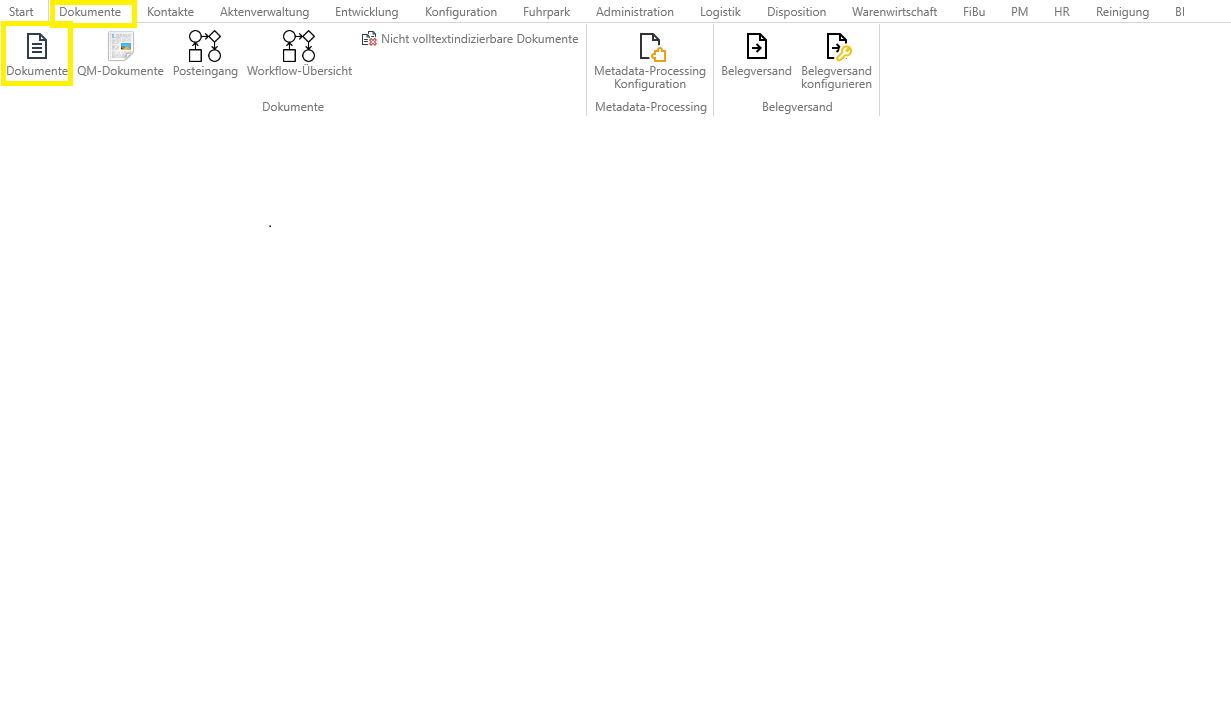 Start Dokumente Kontakte Aktenverwaltung Entwicklung Konfiguration Fuhrpark Administration Logistik Disposition Warenwirtschaft FiBu PM HR Reinigung BI
Nicht volltextindizierbare Dokumente
Dokumente QM-Dokumente Posteingang Workflow-Übersicht Metadata-Processing Belegversand Belegversand
Konfiguration konfigurieren
Dokumente Metadata-Processing Belegversand
.